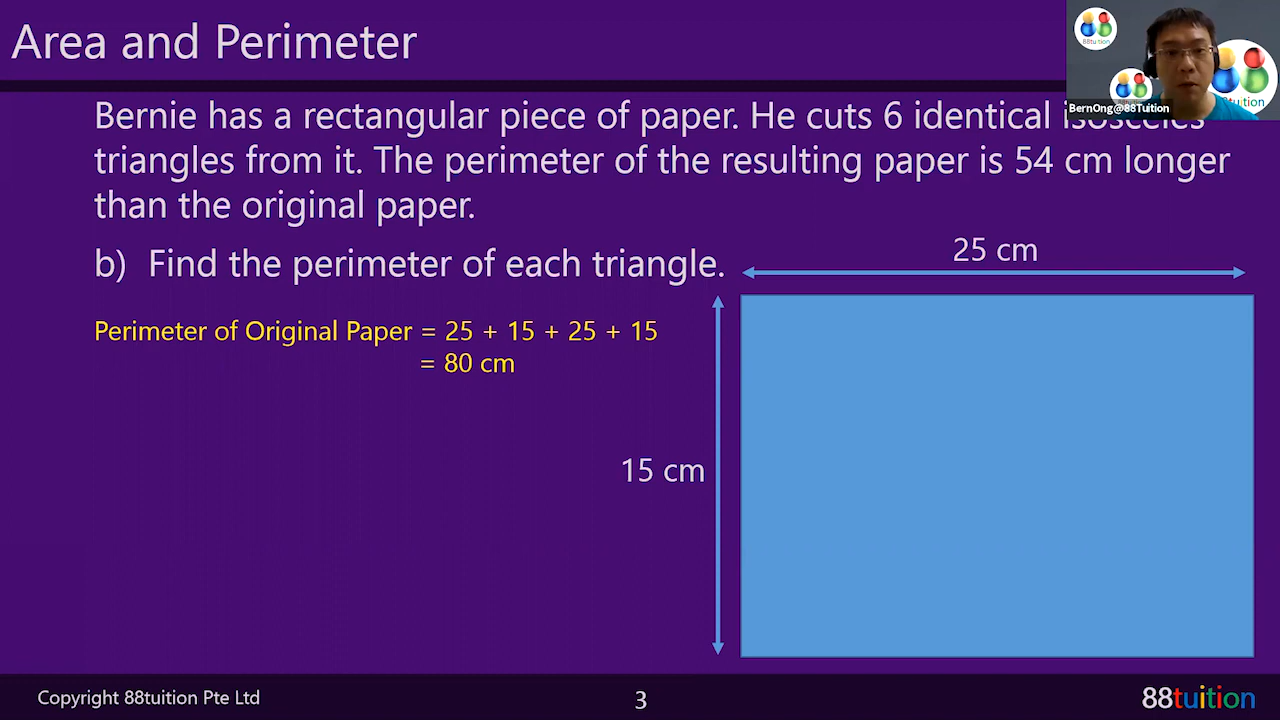 Area and Perimeter
88tuition
BernOng@88Tuition
Bernie has a rectangular piece of paper. He cuts 6 identical isosceles
triangles from it. The perimeter of the resulting paper is 54 cm longer
than the original paper.
b) Find the perimeter of each triangle.
25 cm
Perimeter of Original Paper = 25 + 15 + 25 + 15
= 80 cm
15 cm
Copyright 88tuition Pte Ltd
3
88tuition